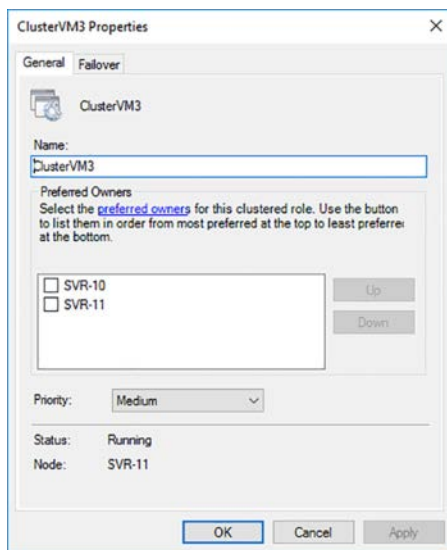 ClusterVM3 Properties
General Failover
ClusterVM3
Name:
ClusterVM3
Preferred Owners
Select the preferred owners for this clustered role. Use the button
to list them in order from most preferred at the top to least preferred
at the bottom.
SVR-10
Up
SVR-11
Down
Priority: Medium
Status: Running
Node: SVR-11
OK Cancel Apply